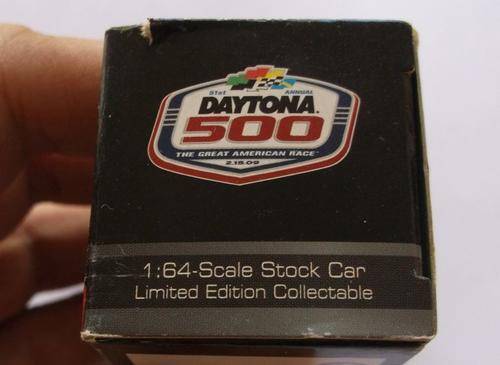 51st ANNUAL
DAYTONA
500
THE GREAT AMERICAN RACE
2.15.09
1:64-Scale Stock Car
Limited Edition Collectable